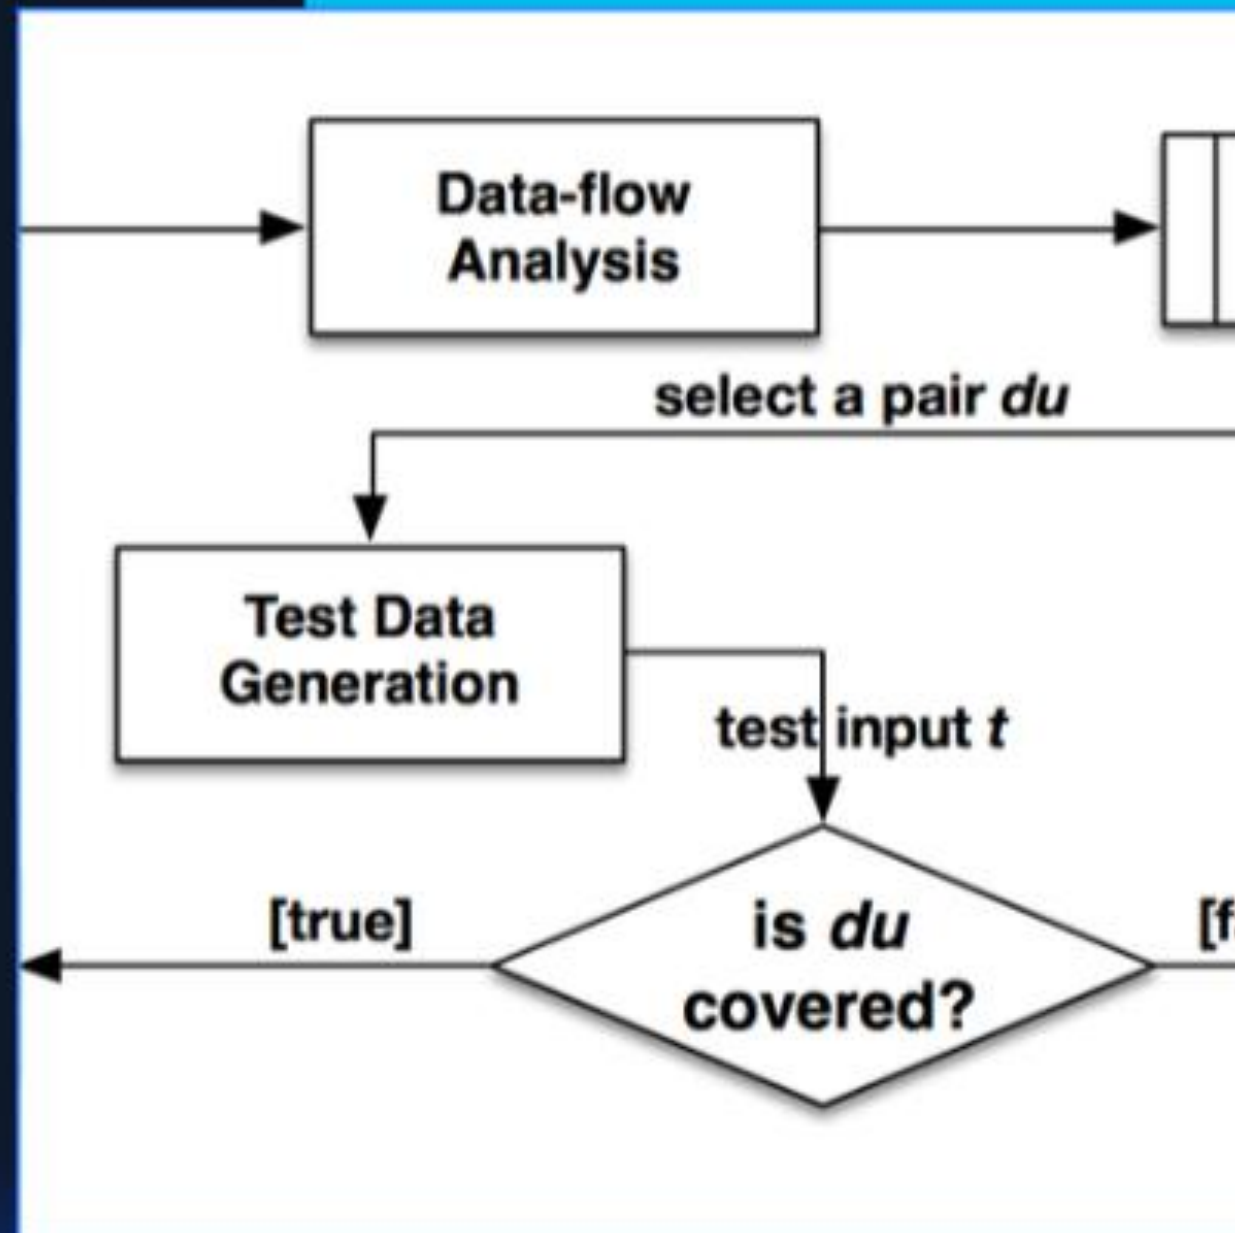 Data-flow
Analysis
select a pair du
Test Data
Generation
test input t
[true]
is du
covered?